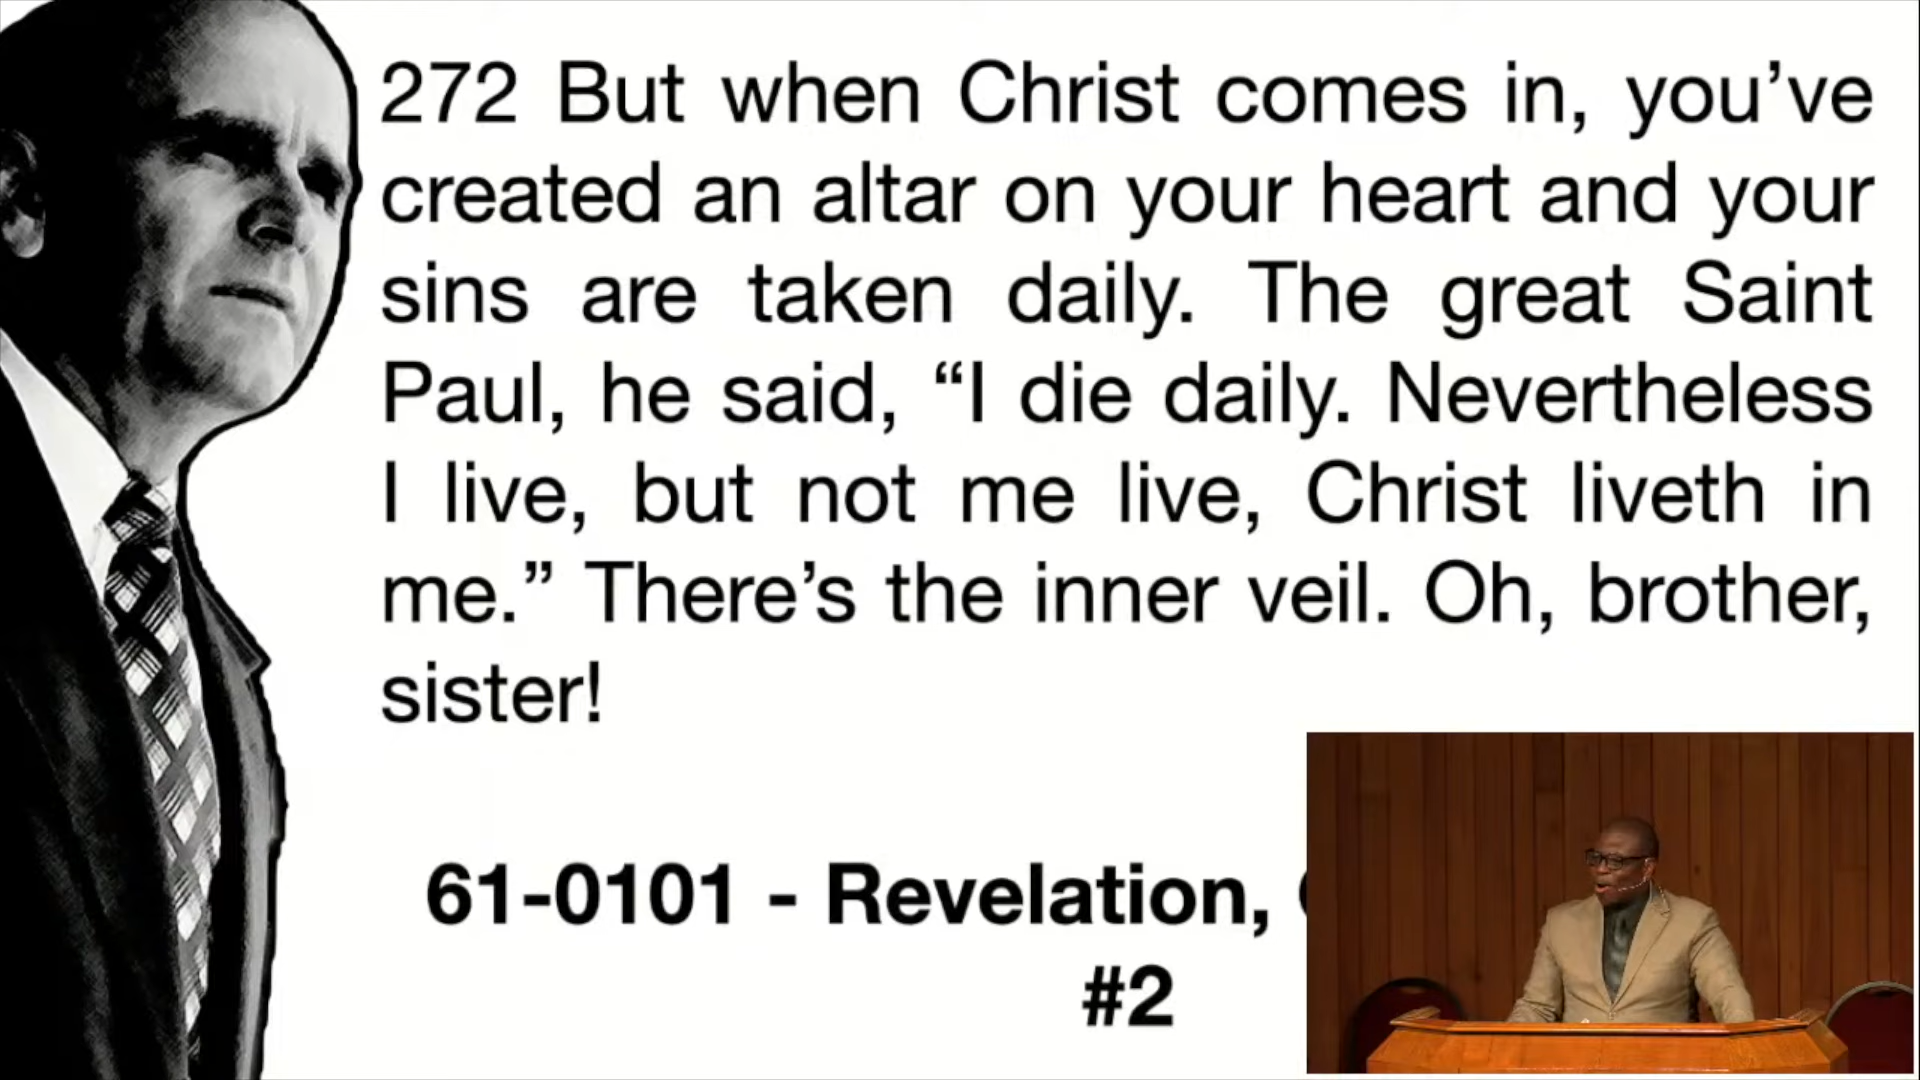 272 But when Christ comes in, you’ve
created an altar on your heart and your
sins are taken daily. The great Saint
Paul, he said, “I die daily. Nevertheless
I live, but not me live, Christ liveth in
me.” There’s the inner veil. Oh, brother,
sister!
61-0101 - Revelation,
#2